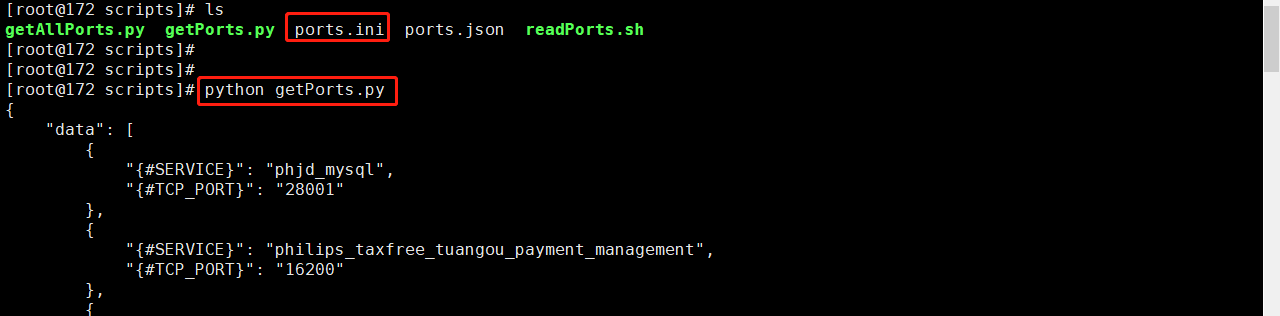 [root@172 scripts]# ls
getAllPorts.py  getPorts.py  ports.ini  ports.json  readPorts.sh
[root@172 scripts]#
[root@172 scripts]#
[root@172 scripts]# python getPorts.py
{
    "data": [
        {
            "{#SERVICE}": "phjd_mysql",
            "{#TCP_PORT}": "28001"
        },
        {
            "{#SERVICE}": "philips_taxfree_tuangou_payment_management",
            "{#TCP_PORT}": "16200"
        },
        {